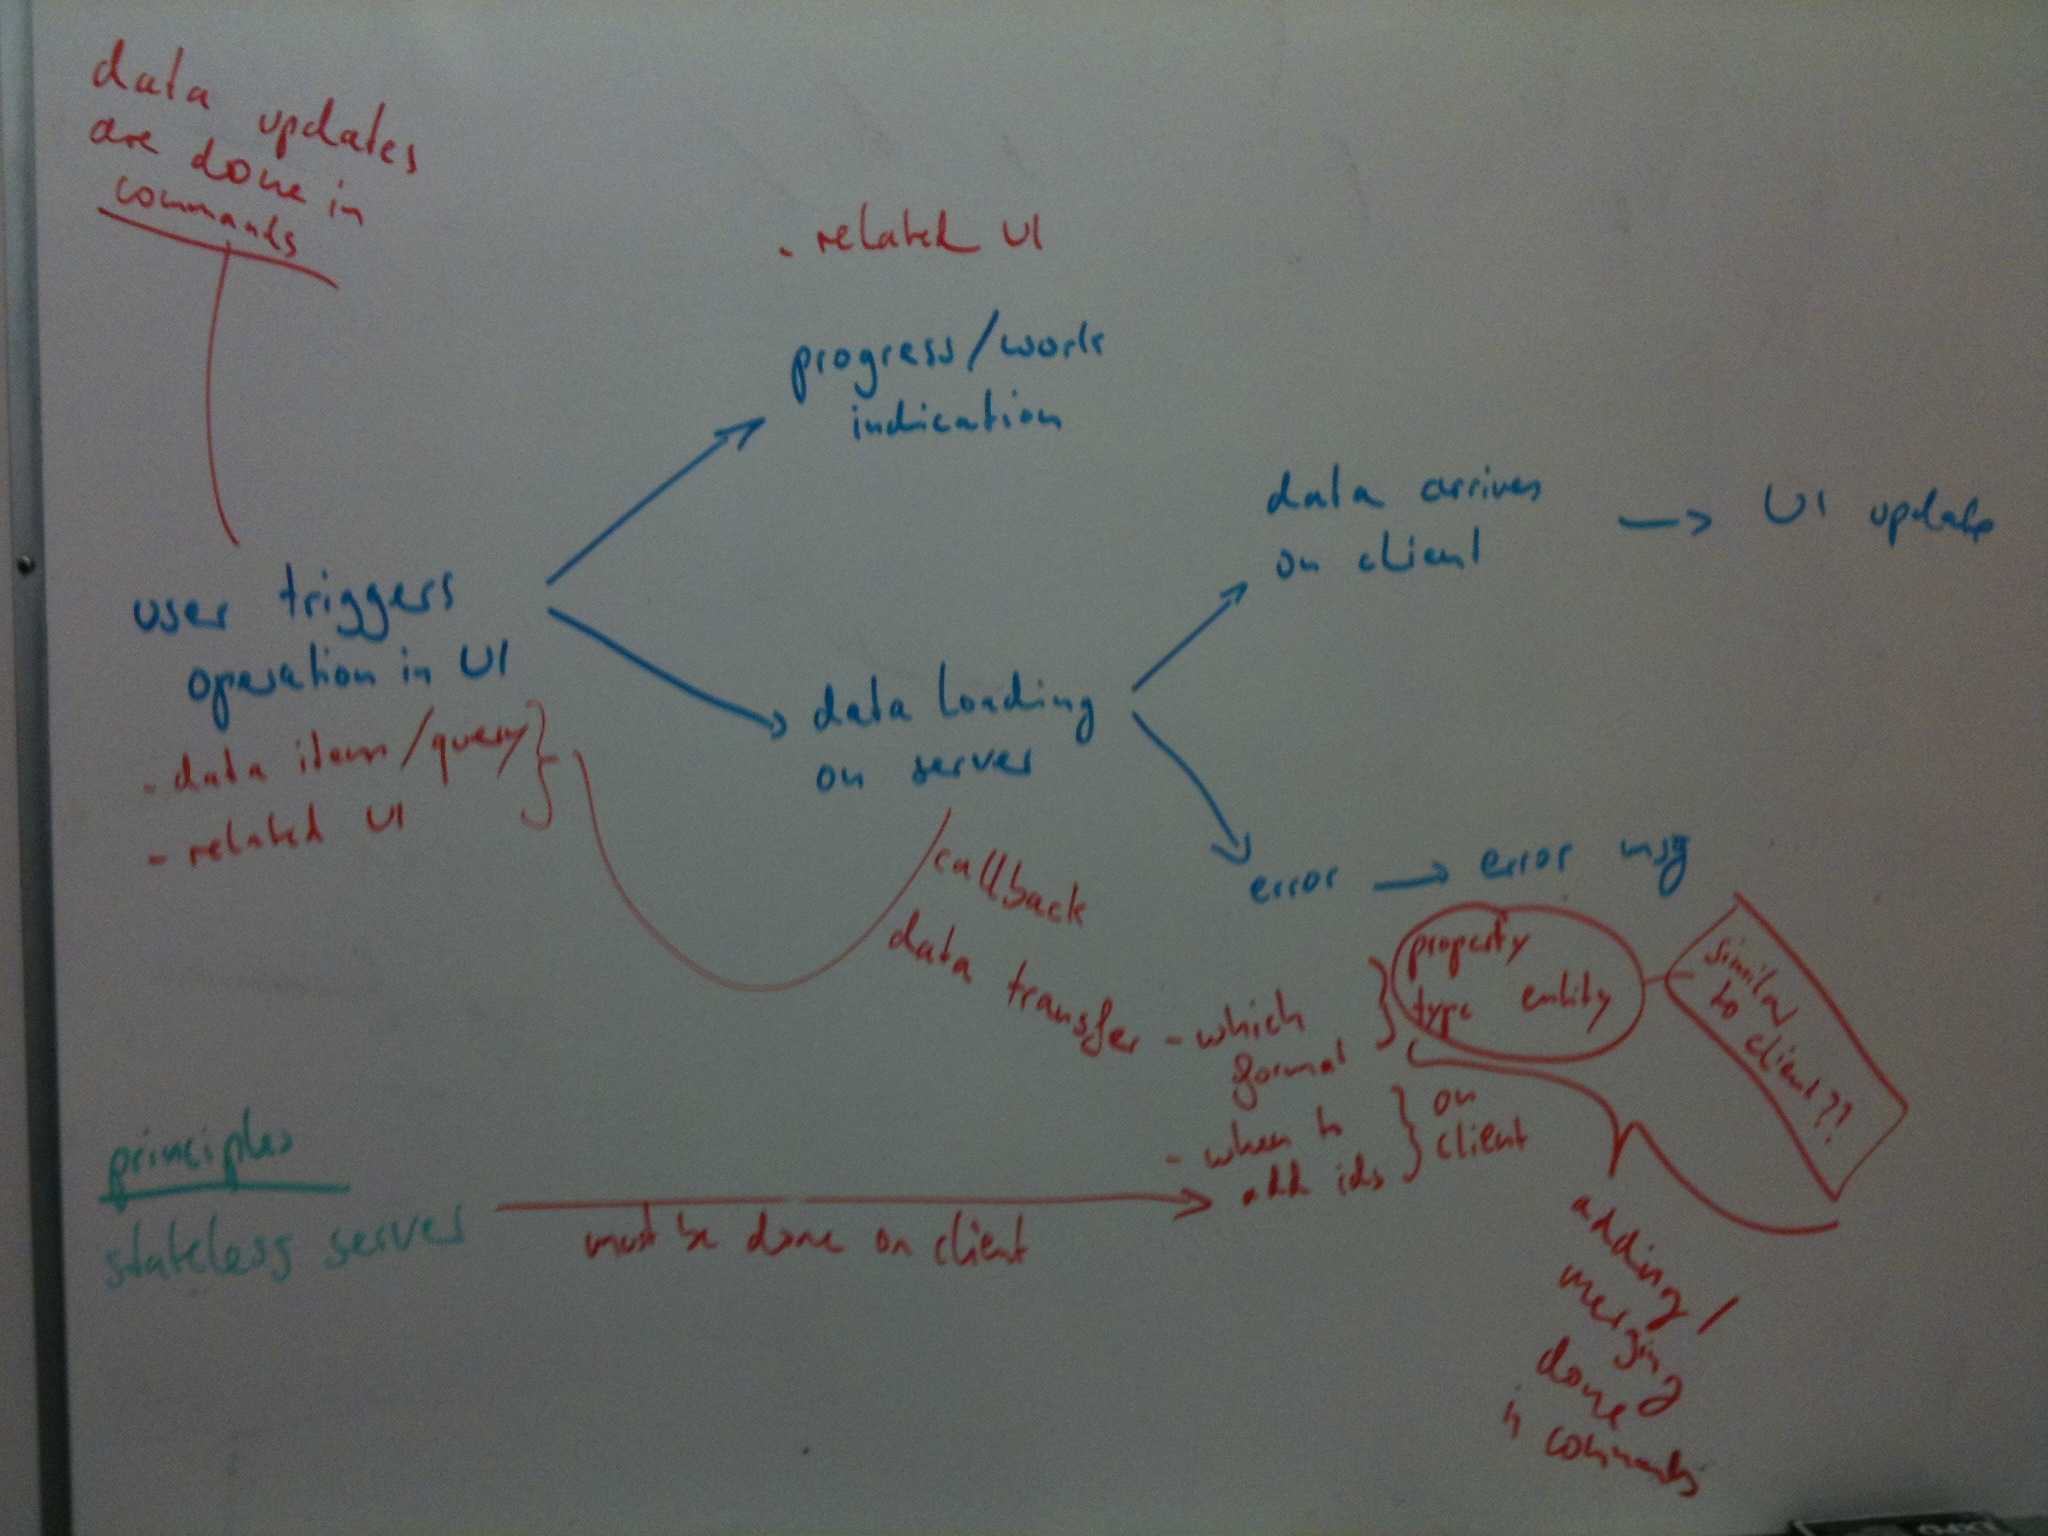 data updates
are done in
commands
- related UI
progress/work
indication
data arrives
on client
UI update
user triggers
operation in UI
- data item/query
- related UI
data loading
on server
callback
error
error msg
data transfer
- which
format
property
type entity
similar
to client??
- when to
add ids
on
client
principles
stateless server
must be done on client
adding/
merging
done
in commands